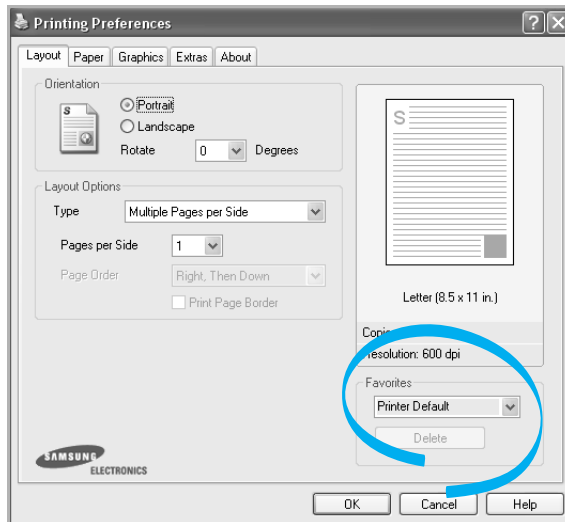 Printing Preferences
Layout Paper Graphics Extras About
Orientation
S
Portrait
Landscape
Rotate 0 Degrees
Layout Options
Type Multiple Pages per Side
Pages per Side 1
Page Order Right, Then Down
Print Page Border
S
Letter (8.5 x 11 in.)
Resolution: 600 dpi
Favorites
Printer Default
Delete
SAMSUNG
ELECTRONICS
OK Cancel Help